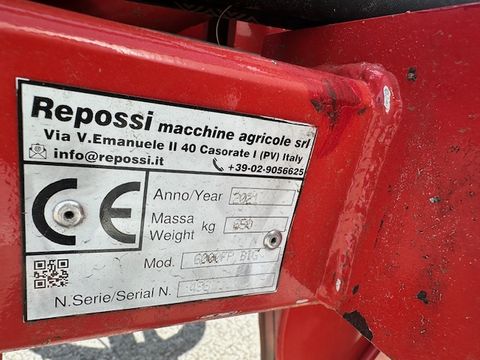 Repossi macchine agricole srl
Via V.Emanuele II 40 Casorate I (PV) Italy
info@repossi.it
+39-02-9056625
CE
Anno/Year
Massa
Weight kg 650
Mod.
N.Serie/Serial N.